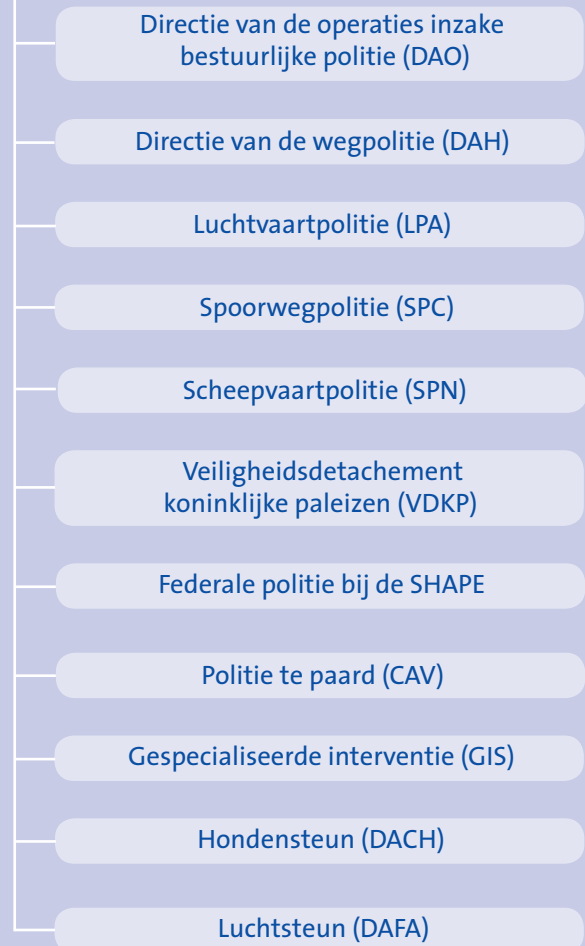 Directie van de operaties inzake
bestuurlijke politie (DAO)
Directie van de wegpolitie (DAH)
Luchtvaartpolitie (LPA)
Spoorwegpolitie (SPC)
Scheepvaartpolitie (SPN)
Veiligheidsdetachement
koninklijke paleizen (VDKP)
Federale politie bij de SHAPE
Politie te paard (CAV)
Gespecialiseerde interventie (GIS)
Hondensteun (DACH)
Luchtsteun (DAFA)